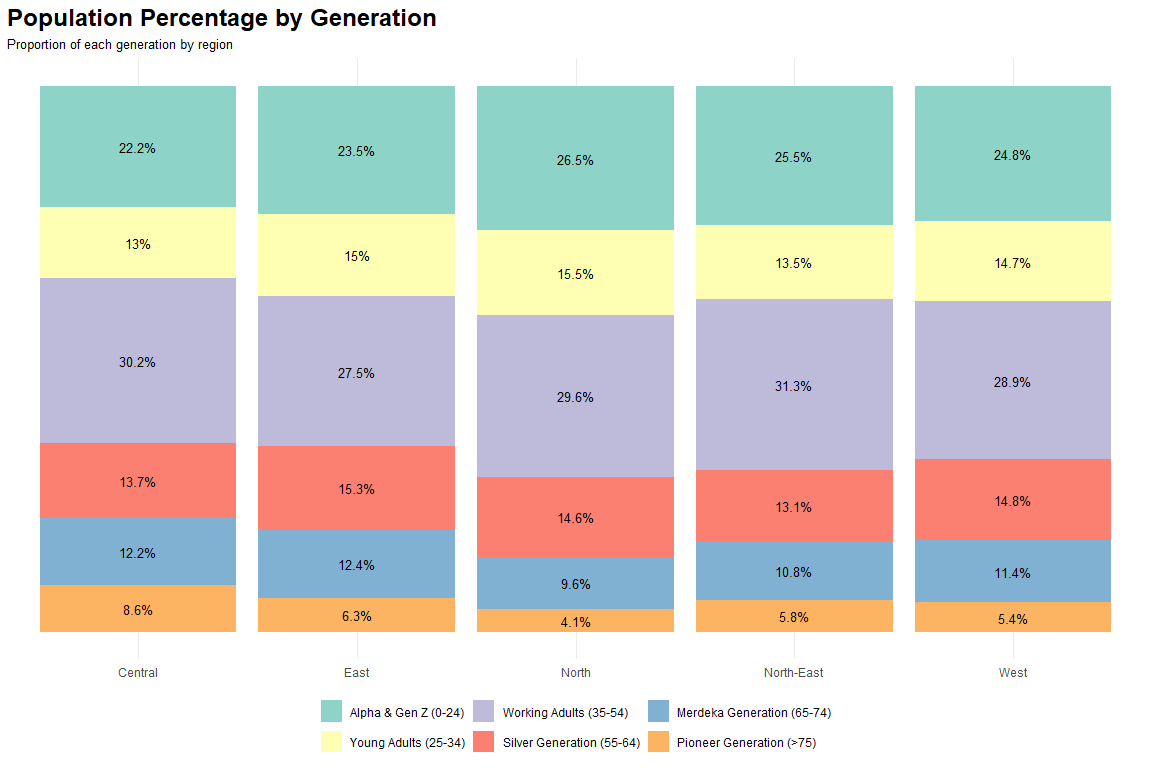 Population Percentage by Generation
Proportion of each generation by region
22.2%
23.5%
26.5%
25.5%
24.8%
13%
15%
15.5%
13.5%
14.7%
30.2%
27.5%
29.6%
31.3%
28.9%
13.7%
15.3%
14.6%
13.1%
14.8%
12.2%
12.4%
9.6%
10.8%
11.4%
8.6%
6.3%
4.1%
5.8%
5.4%
Central
East
North
North-East
West
Alpha & Gen Z (0-24)
Working Adults (35-54)
Merdeka Generation (65-74)
Young Adults (25-34)
Silver Generation (55-64)
Pioneer Generation (>75)